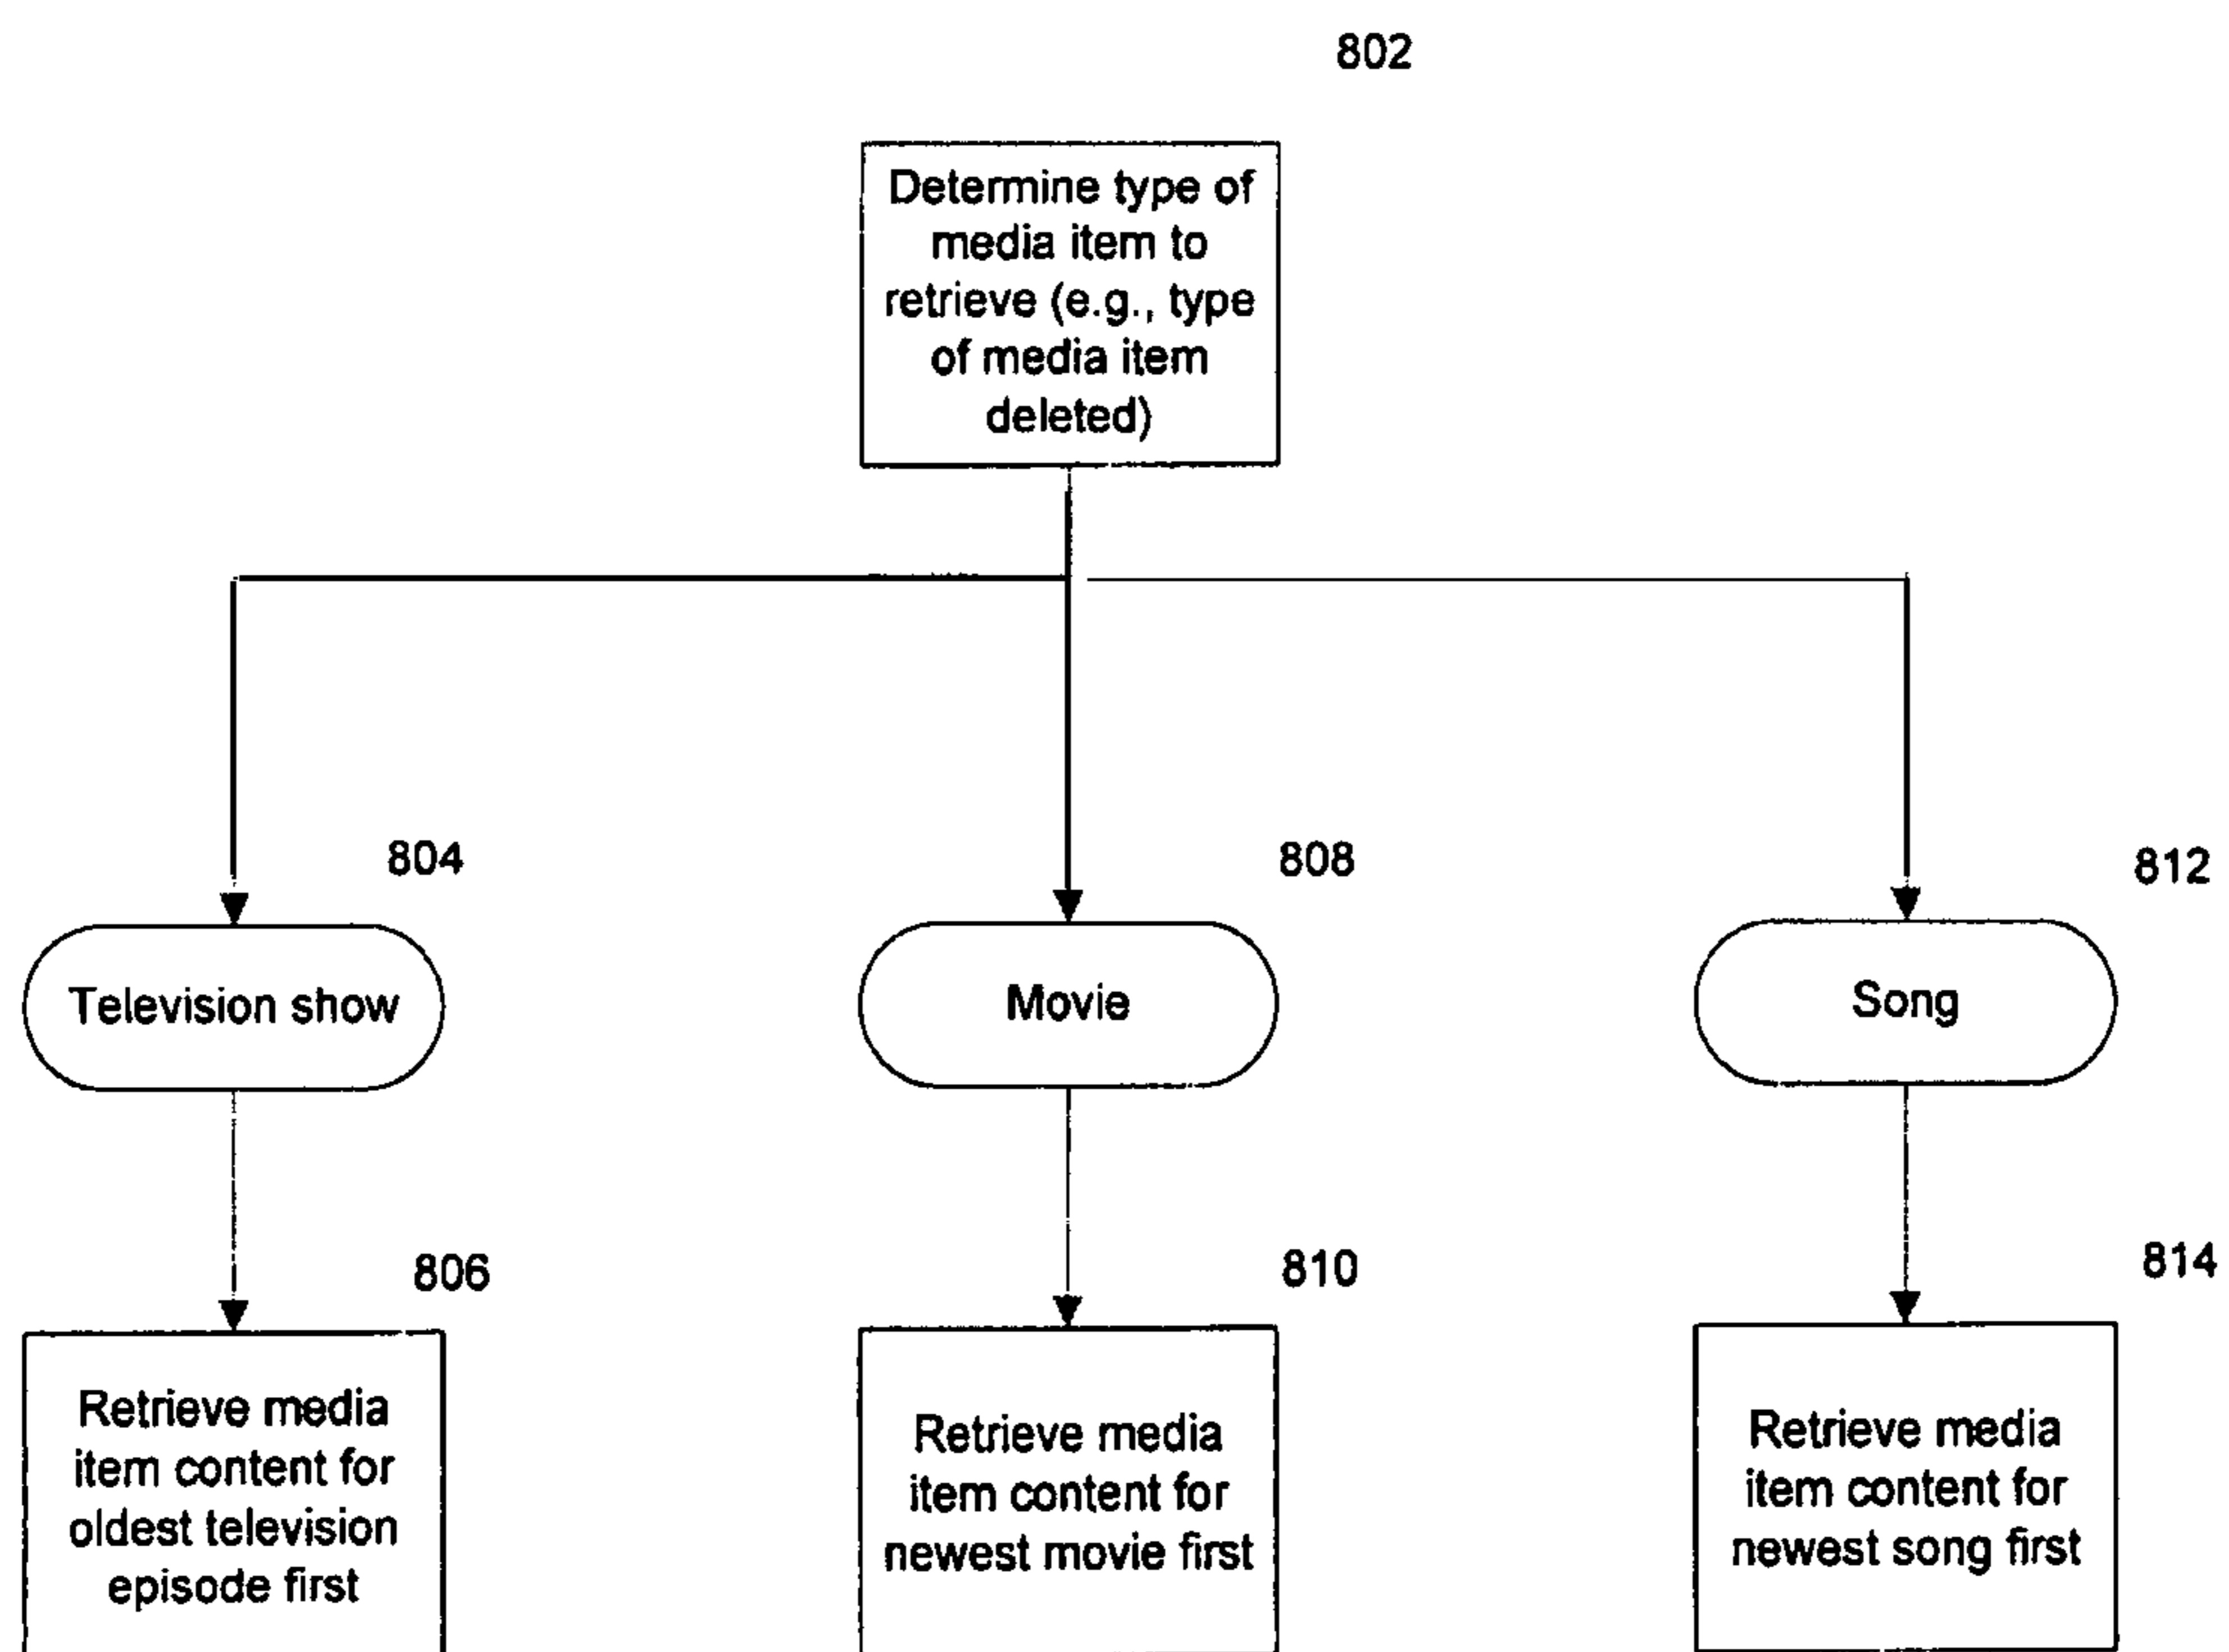 802
Determine type of
media item to
retrieve (e.g., type
of media item
deleted)
804
808
812
Television show
Movie
Song
806
810
814
Retrieve media
item content for
oldest television
episode first
Retrieve media
item content for
newest movie first
Retrieve media
item content for
newest song first